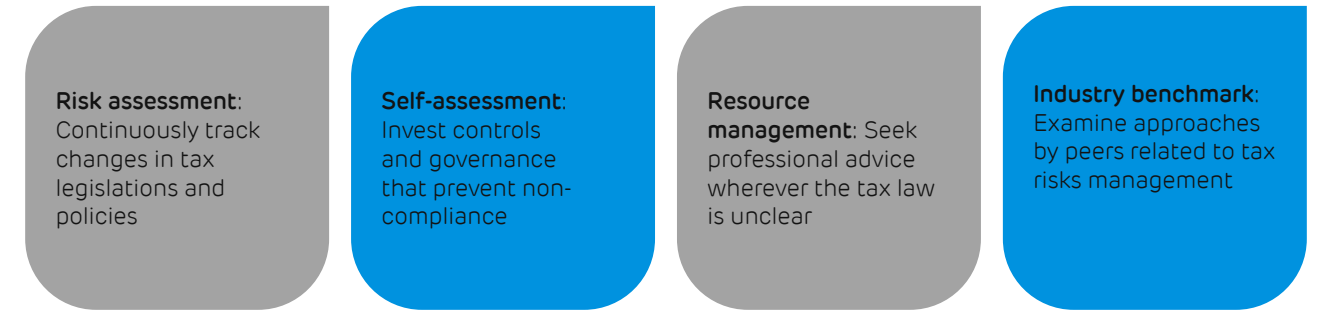 Risk assessment:
Continuously track
changes in tax
legislations and
policies
Self-assessment:
Invest controls
and governance
that prevent non-
compliance
Resource
management: Seek
professional advice
wherever the tax law
is unclear
Industry benchmark:
Examine approaches
by peers related to tax
risks management